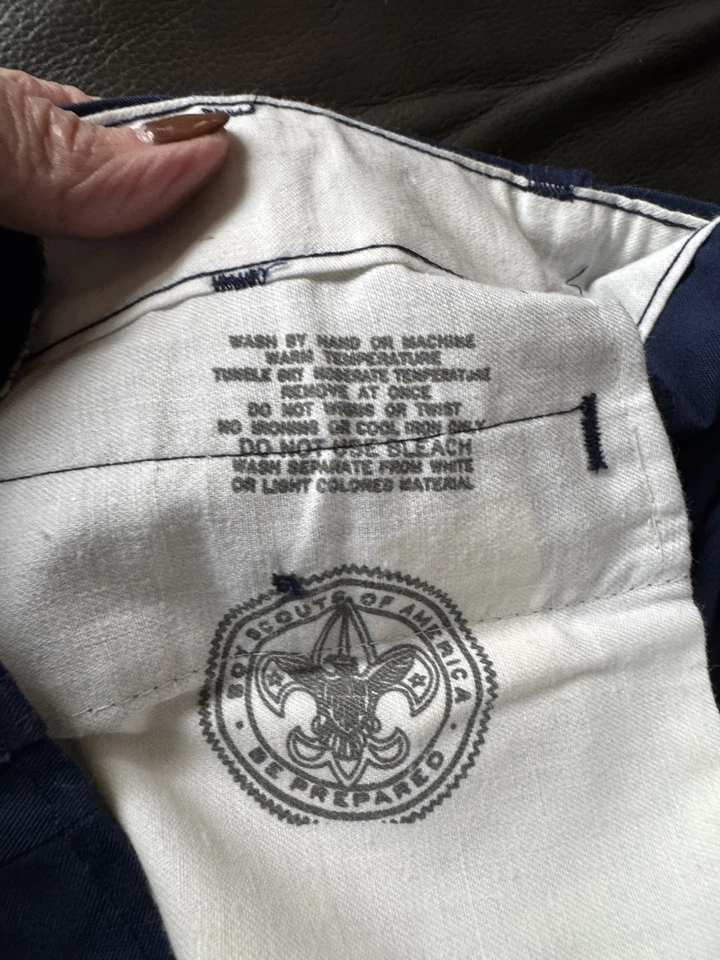 WASH BY HAND OR MACHINE
WARM TEMPERATURE
TUMBLE DRY MODERATE TEMPERATURE
REMOVE AT ONCE
DO NOT WRING OR TWIST
NO IRONING OR COOL IRON ONLY
DO NOT USE BLEACH
WASH SEPARATE FROM WHITE
OR LIGHT COLORED MATERIAL
BOY SCOUTS OF AMERICA
· BE PREPARED ·